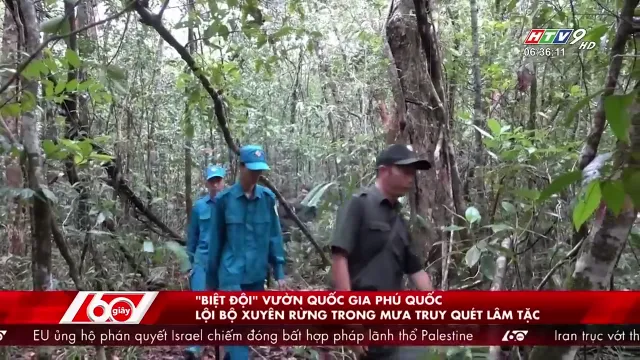 HTV9 HD
06:36:11
"BIỆT ĐỘI" VƯỜN QUỐC GIA PHÚ QUỐC
60 giây
LỘI BỘ XUYÊN RỪNG TRONG MƯA TRUY QUÉT LÂM TẶC
EU ủng hộ phán quyết Israel chiếm đóng bất hợp pháp lãnh thổ Palestine 60 Iran trực vớt th